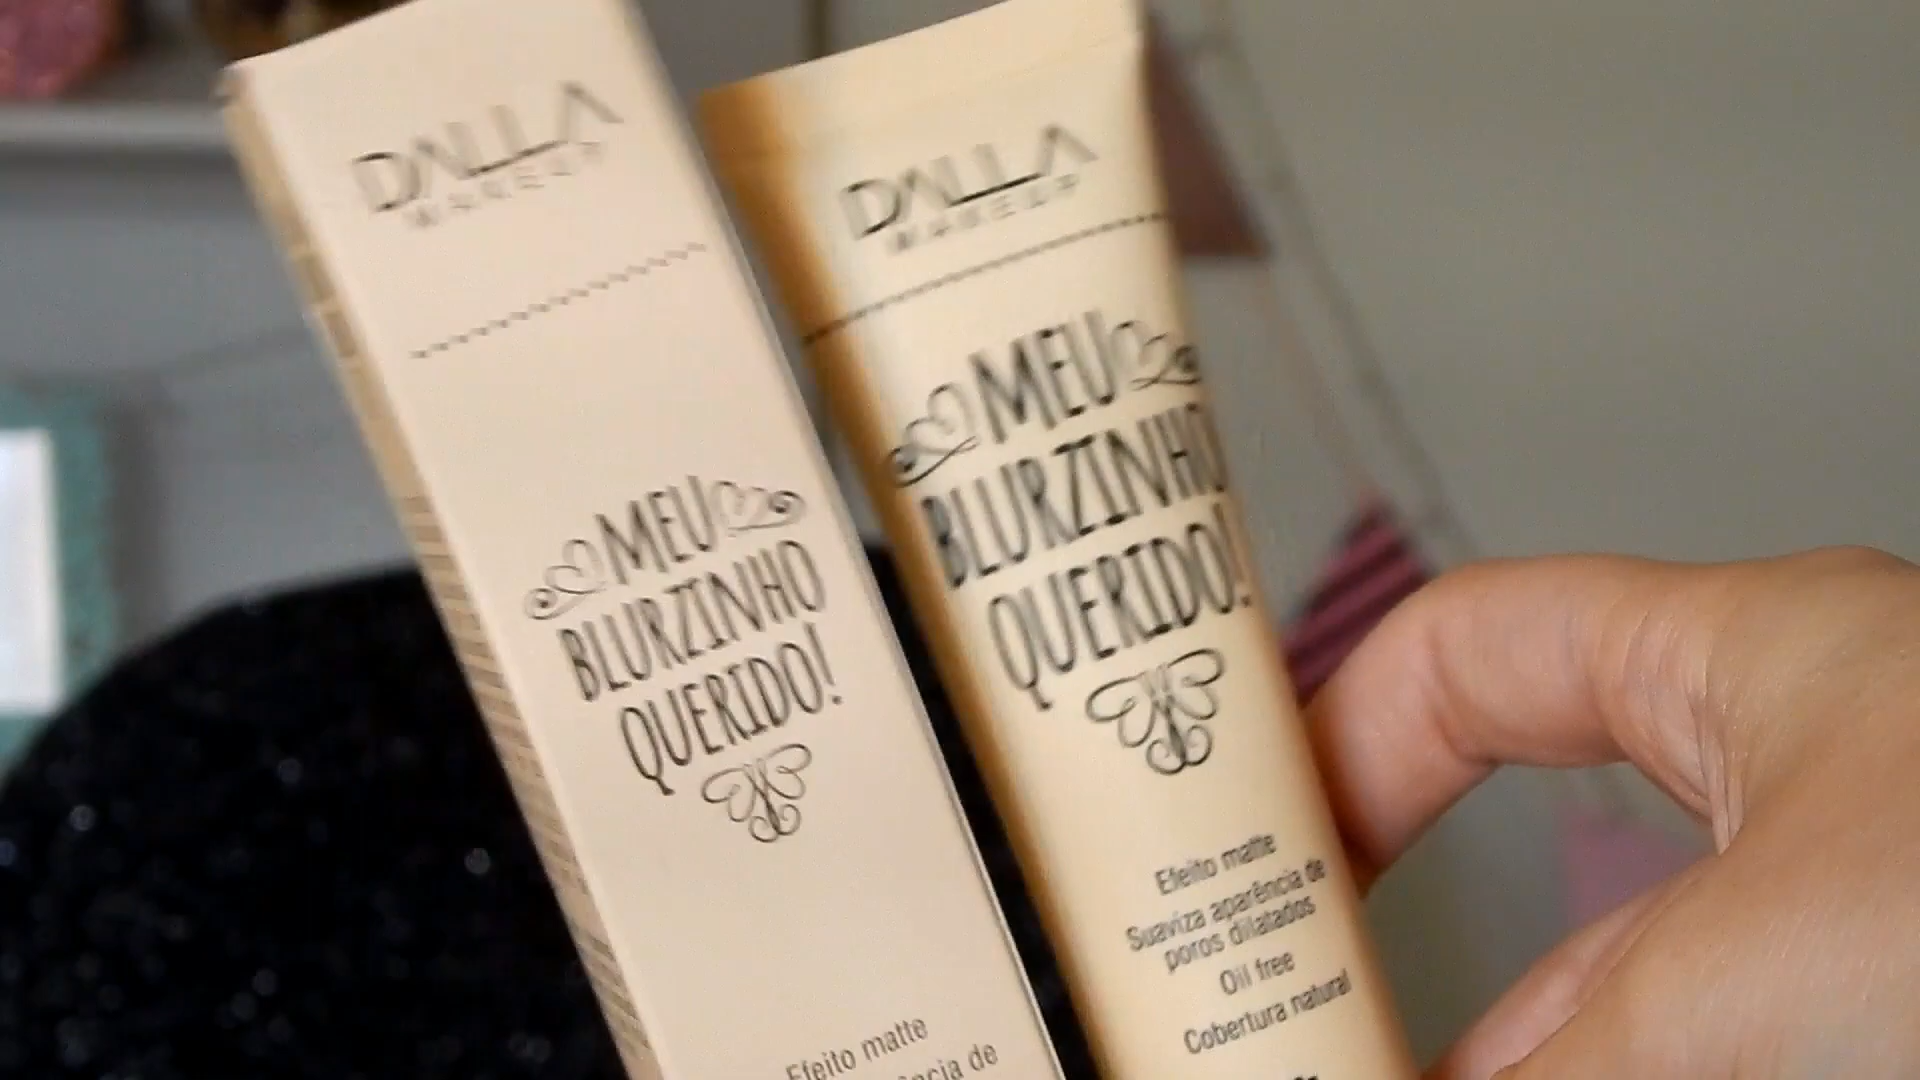 DALLA
MAKEUP
MEU
BLURZINHO
QUERIDO!
Efeito matte
DALLA
MAKEUP
MEU
BLURZINHO
QUERIDO!
Efeito matte
Suaviza aparência de
poros dilatados
Oil free
Cobertura natural